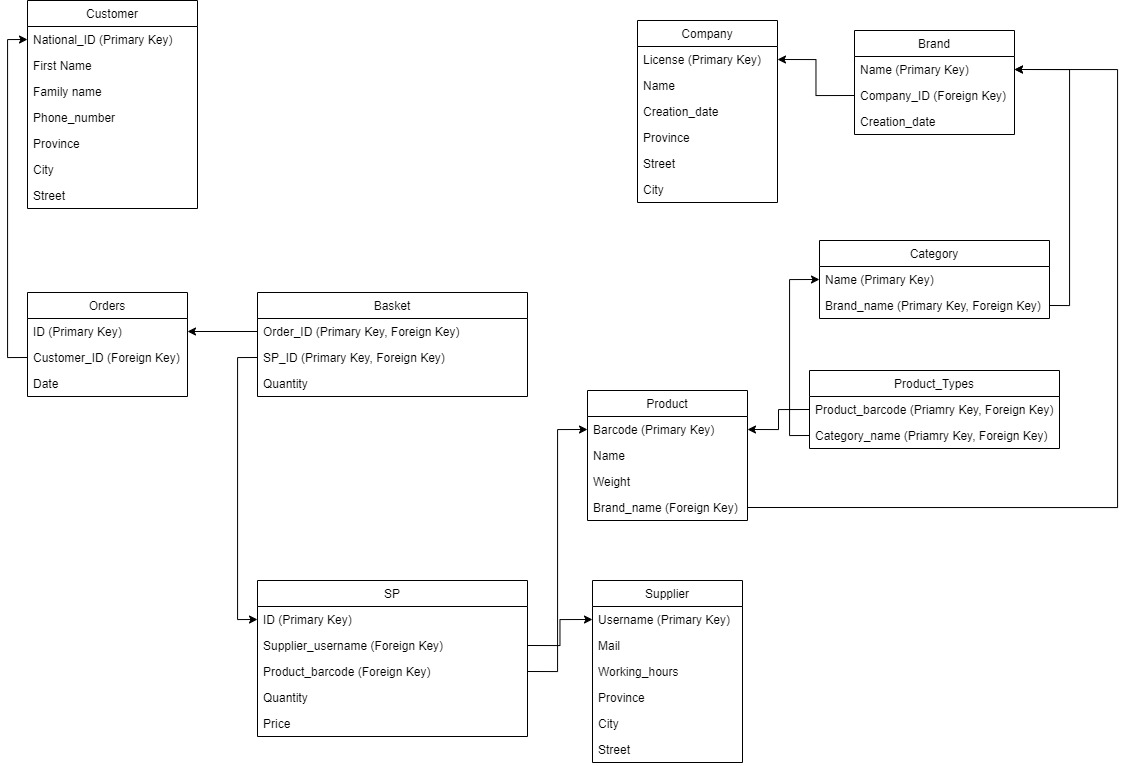 Customer
National_ID (Primary Key)
First Name
Family name
Phone_number
Province
City
Street
Company
License (Primary Key)
Name
Creation_date
Province
Street
City
Brand
Name (Primary Key)
Company_ID (Foreign Key)
Creation_date
Category
Name (Primary Key)
Brand_name (Primary Key, Foreign Key)
Orders
ID (Primary Key)
Customer_ID (Foreign Key)
Date
Basket
Order_ID (Primary Key, Foreign Key)
SP_ID (Primary Key, Foreign Key)
Quantity
Product_Types
Product_barcode (Priamry Key, Foreign Key)
Category_name (Priamry Key, Foreign Key)
Product
Barcode (Primary Key)
Name
Weight
Brand_name (Foreign Key)
SP
ID (Primary Key)
Supplier_username (Foreign Key)
Product_barcode (Foreign Key)
Quantity
Price
Supplier
Username (Primary Key)
Mail
Working_hours
Province
City
Street